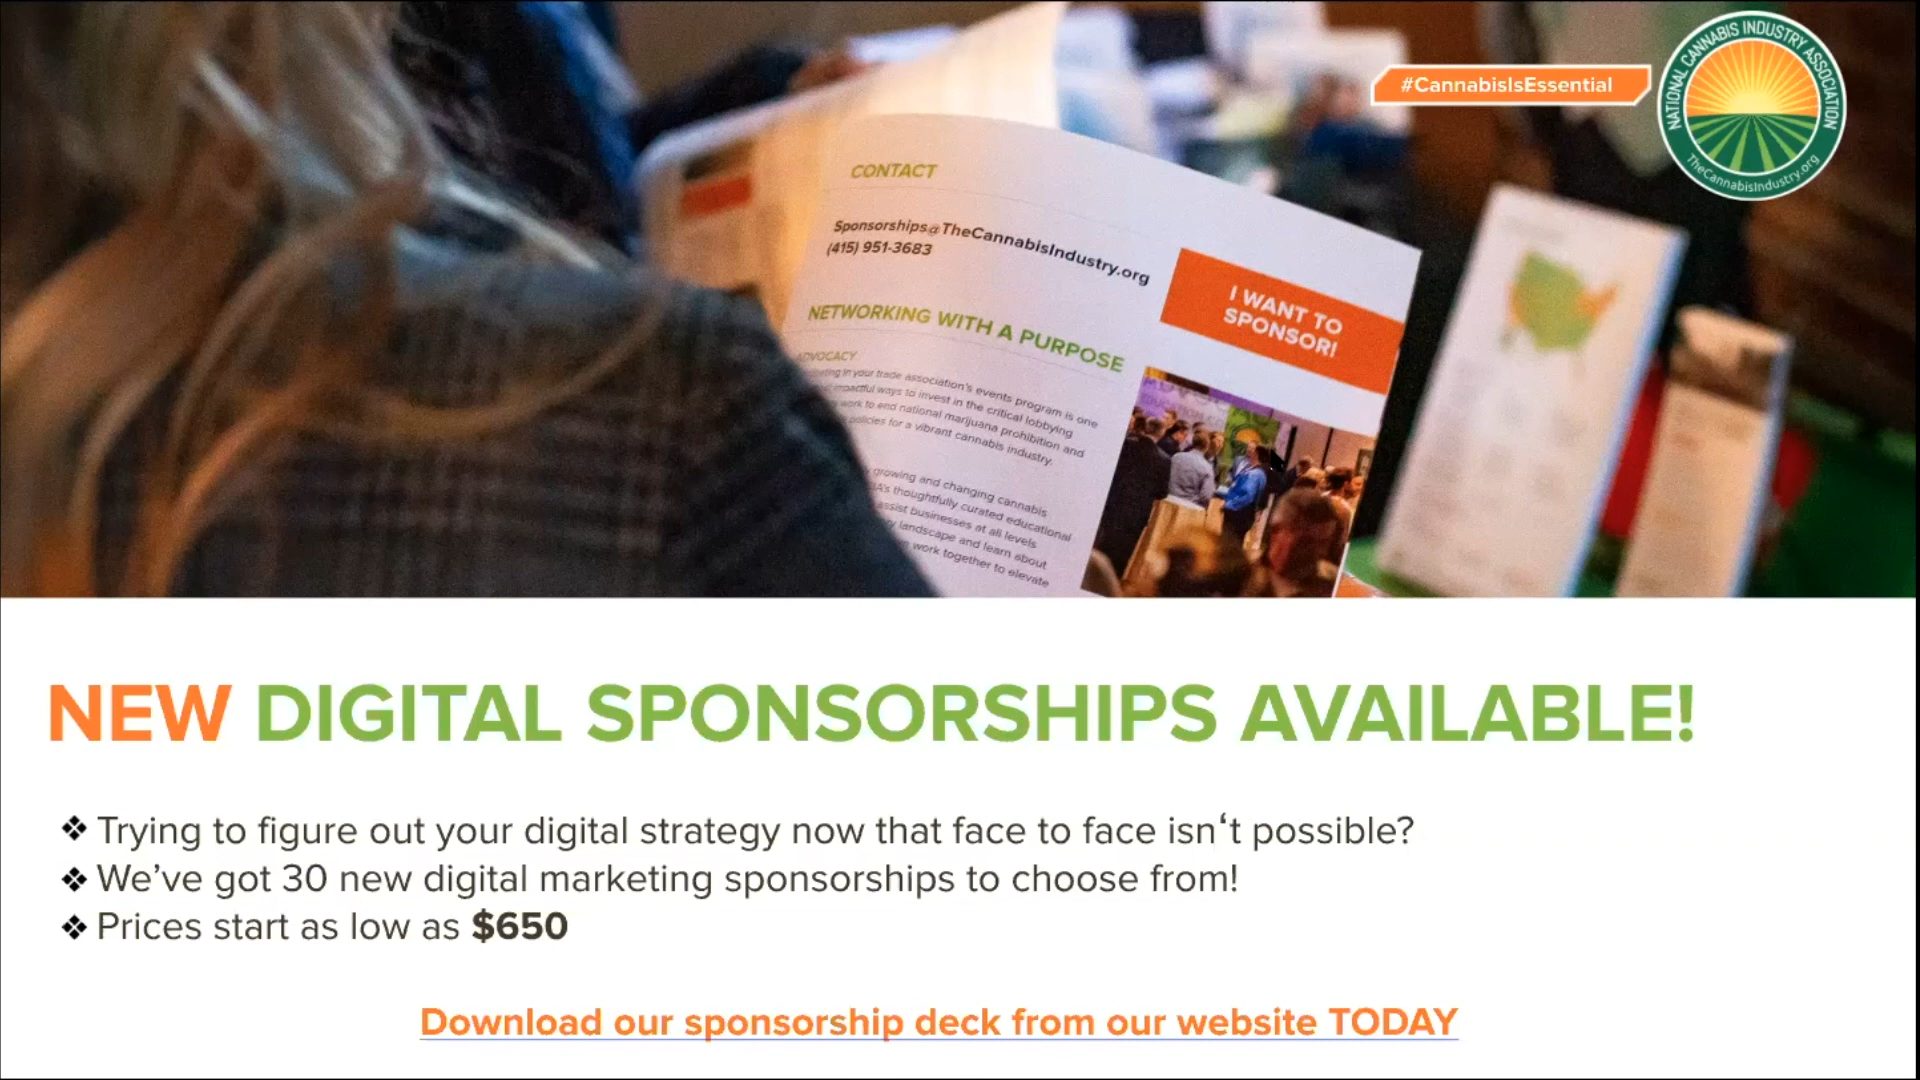 #CannabisIsEssential
NATIONAL CANNABIS INDUSTRY ASSOCIATION
TheCannabisIndustry.org
CONTACT
Sponsorships@TheCannabisIndustry.org
(415) 951-3683
I WANT TO
SPONSOR!
NETWORKING WITH A PURPOSE
ADVOCACY
in your trade association's events program is one
impactful ways to invest in the critical lobbying
work to end national marijuana prohibition and
policies for a vibrant cannabis industry.
growing and changing cannabis
thoughtfully curated educational
assist businesses at all levels
landscape and learn about
work together to elevate
NEW DIGITAL SPONSORSHIPS AVAILABLE!
❖ Trying to figure out your digital strategy now that face to face isn‘t possible?
❖ We’ve got 30 new digital marketing sponsorships to choose from!
❖ Prices start as low as $650
Download our sponsorship deck from our website TODAY